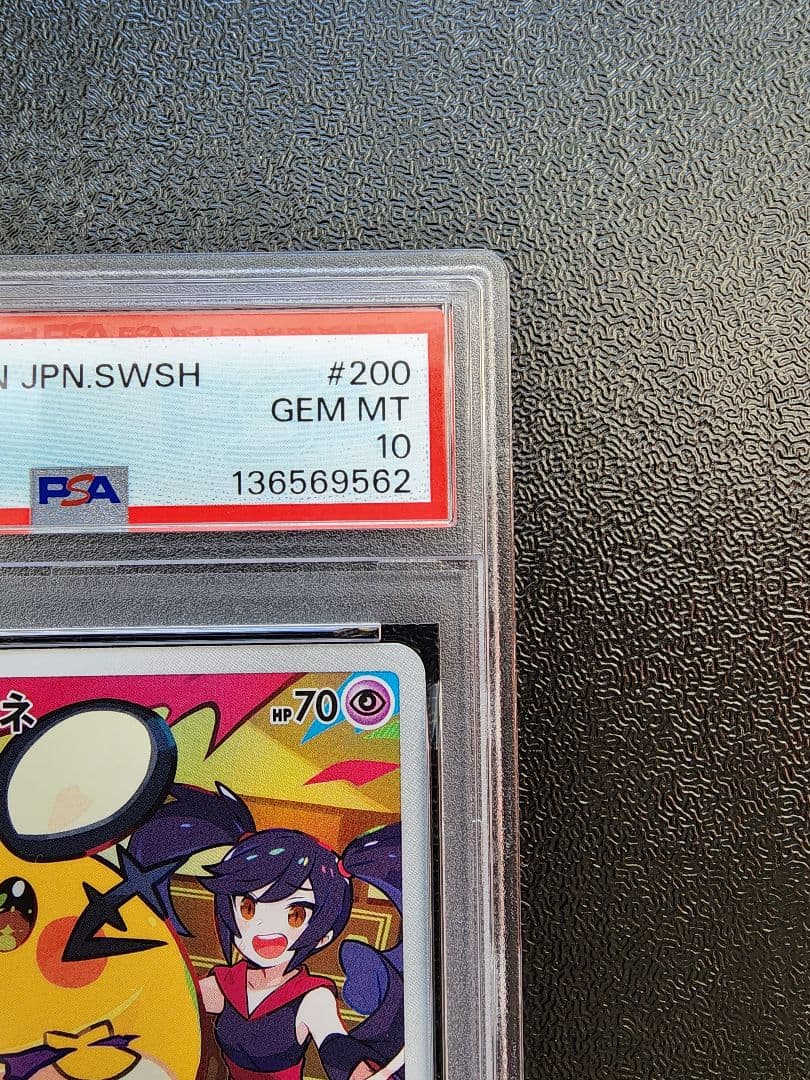 N JPN.SWSH #200
GEM MT
10
PSA 136569562
ネ HP70